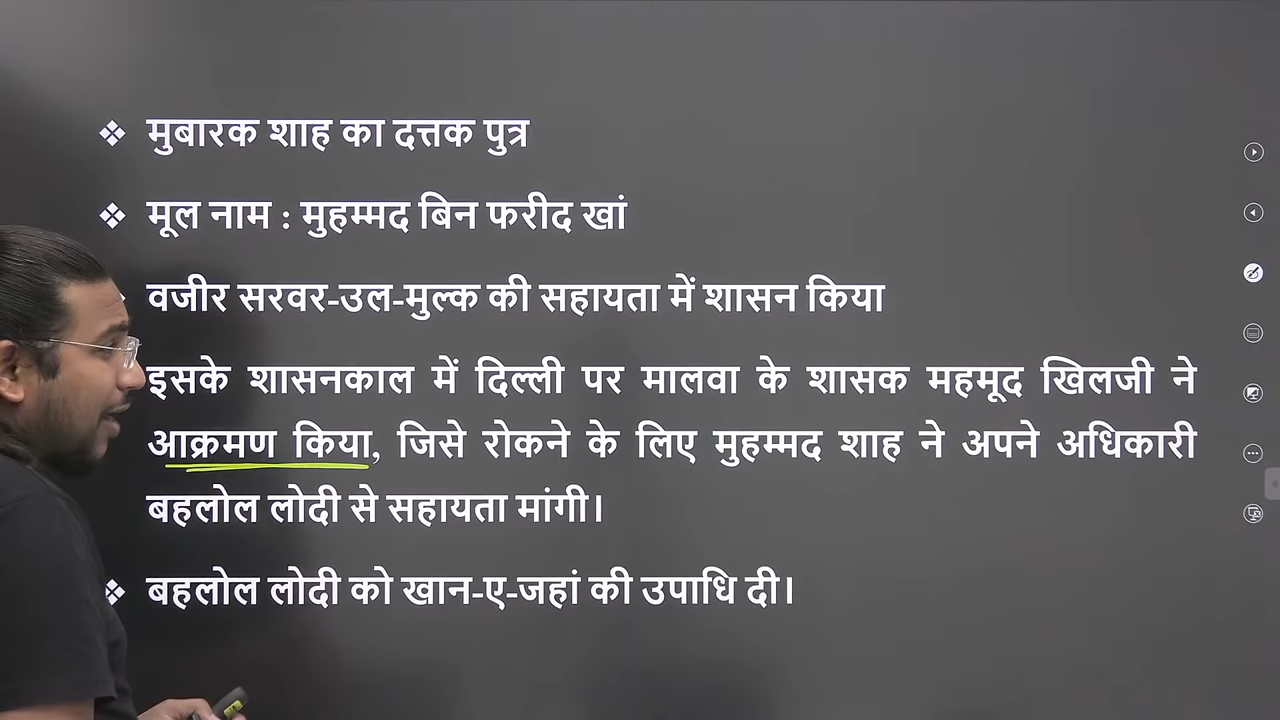 ❖ मुबारक शाह का दत्तक पुत्र
❖ मूल नाम : मुहम्मद बिन फरीद खां
वजीर सरवर-उल-मुल्क की सहायता में शासन किया
इसके शासनकाल में दिल्ली पर मालवा के शासक महमूद खिलजी ने
आक्रमण किया, जिसे रोकने के लिए मुहम्मद शाह ने अपने अधिकारी
बहलोल लोदी से सहायता मांगी।
❖ बहलोल लोदी को खान-ए-जहां की उपाधि दी।